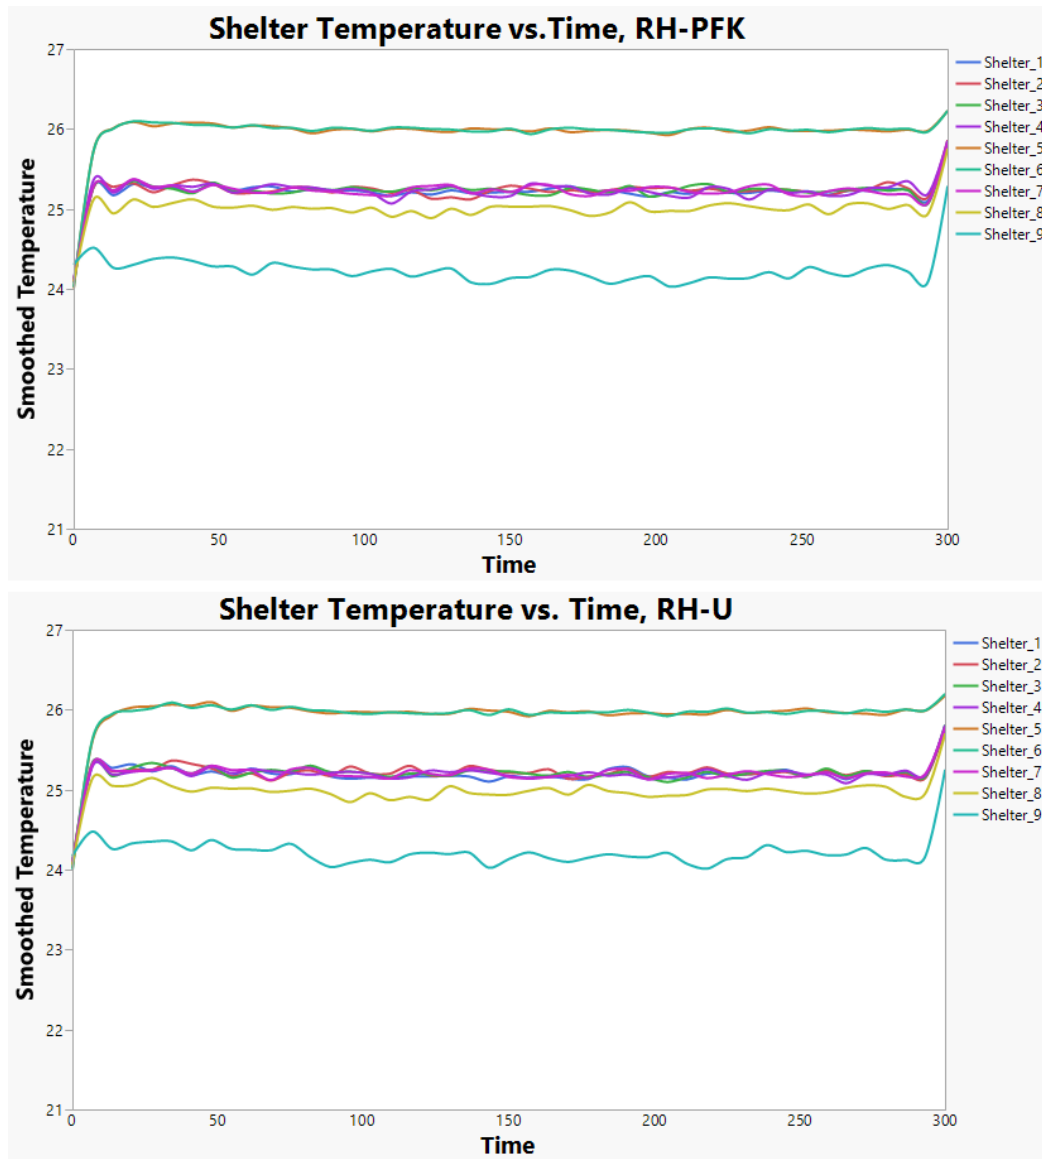 Shelter Temperature vs.Time, RH-PFK
27
26
25
24
23
22
21
Smoothed Temperature
0 50 100 150 200 250 300
Time
Shelter_1
Shelter_2
Shelter_3
Shelter_4
Shelter_5
Shelter_6
Shelter_7
Shelter_8
Shelter_9
Shelter Temperature vs. Time, RH-U
27
26
25
24
23
22
21
Smoothed Temperature
0 50 100 150 200 250 300
Time
Shelter_1
Shelter_2
Shelter_3
Shelter_4
Shelter_5
Shelter_6
Shelter_7
Shelter_8
Shelter_9